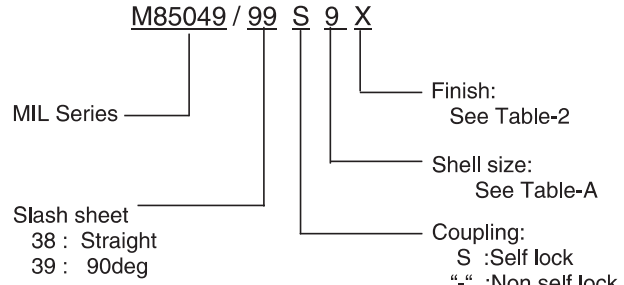 M85049 / 99 S 9 X
MIL Series
Finish:
See Table-2
Shell size:
See Table-A
Slash sheet
38 : Straight
39 : 90deg
Coupling:
S :Self lock
"-“ :Non self lock